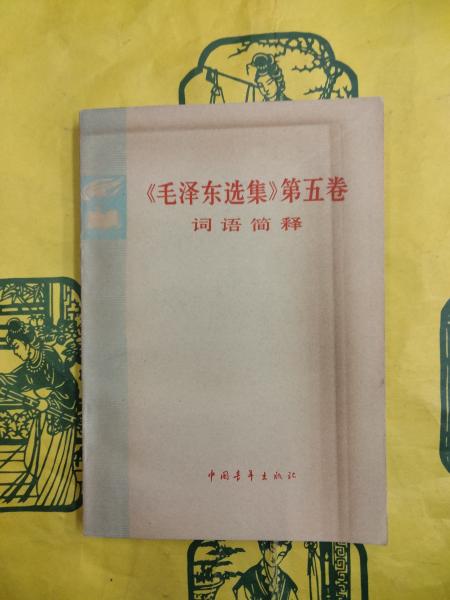 《毛泽东选集》第五卷
词语简释
中国青年出版社